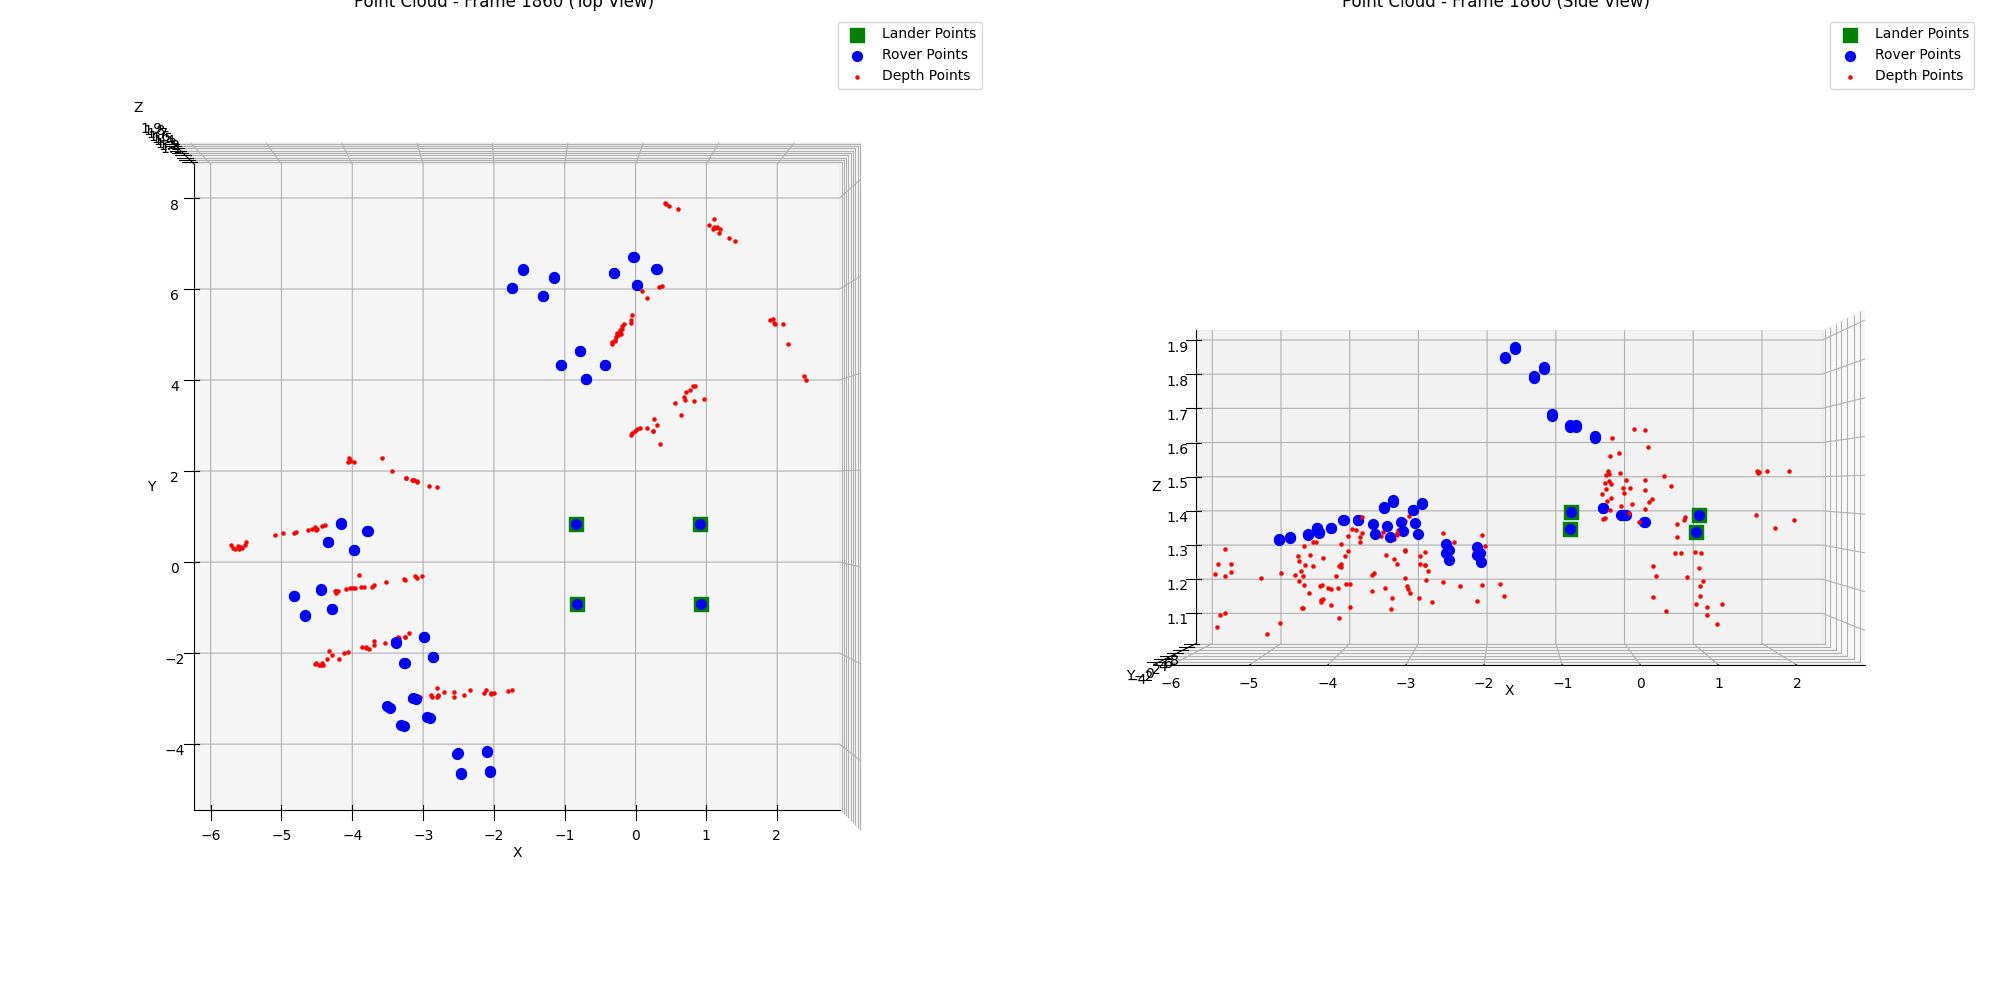 Point Cloud - Frame 1860 (Top View)
Lander Points
Rover Points
Depth Points
Z
8
6
4
2
0
−2
−4
Y
−6
−5
−4
−3
−2
−1
0
1
2
X
Point Cloud - Frame 1860 (Side View)
Lander Points
Rover Points
Depth Points
1.9
1.8
1.7
1.6
1.5
1.4
1.3
1.2
1.1
Z
Y
−6
−5
−4
−3
−2
−1
0
1
2
X